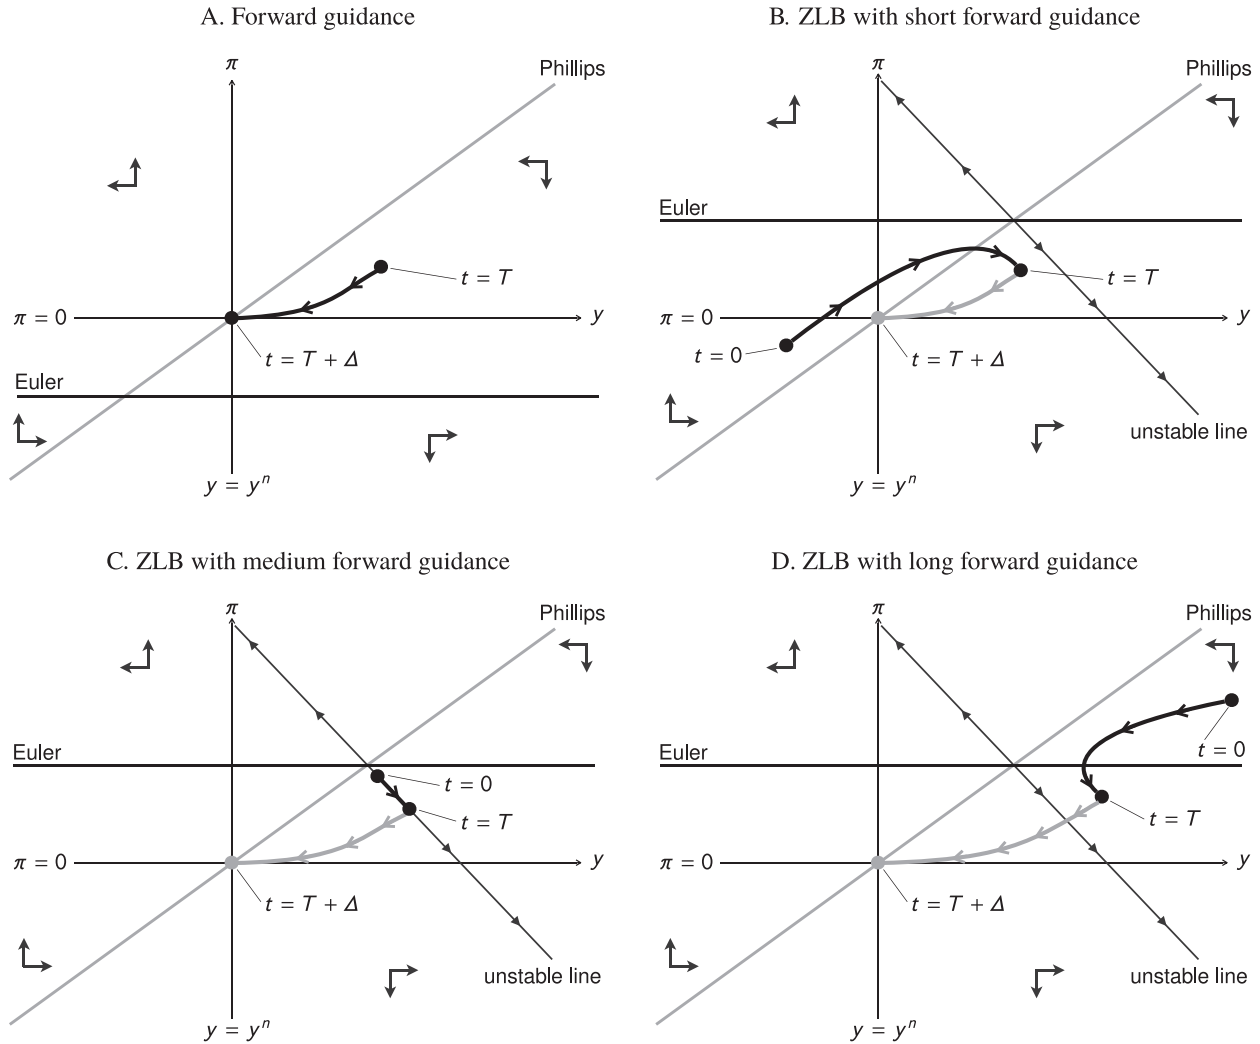 A. Forward guidance
π
Phillips
t = T
π = 0
y
t = T + Δ
Euler
y = yⁿ
B. ZLB with short forward guidance
π
Phillips
Euler
t = T
π = 0
y
t = 0
t = T + Δ
unstable line
y = yⁿ
C. ZLB with medium forward guidance
π
Phillips
Euler
t = 0
t = T
π = 0
y
t = T + Δ
unstable line
y = yⁿ
D. ZLB with long forward guidance
π
Phillips
Euler
t = 0
t = T
π = 0
y
t = T + Δ
unstable line
y = yⁿ